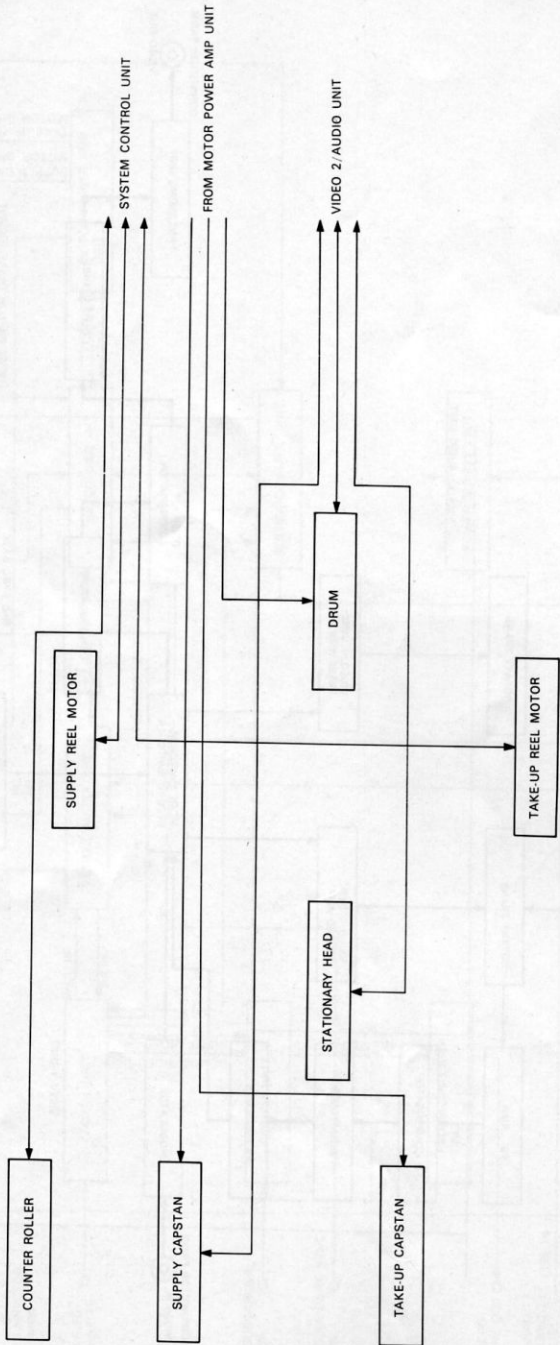 COUNTER ROLLER
SUPPLY REEL MOTOR
SYSTEM CONTROL UNIT
SUPPLY CAPSTAN
FROM MOTOR POWER AMP UNIT
STATIONARY HEAD
DRUM
VIDEO 2/AUDIO UNIT
TAKE-UP CAPSTAN
TAKE-UP REEL MOTOR